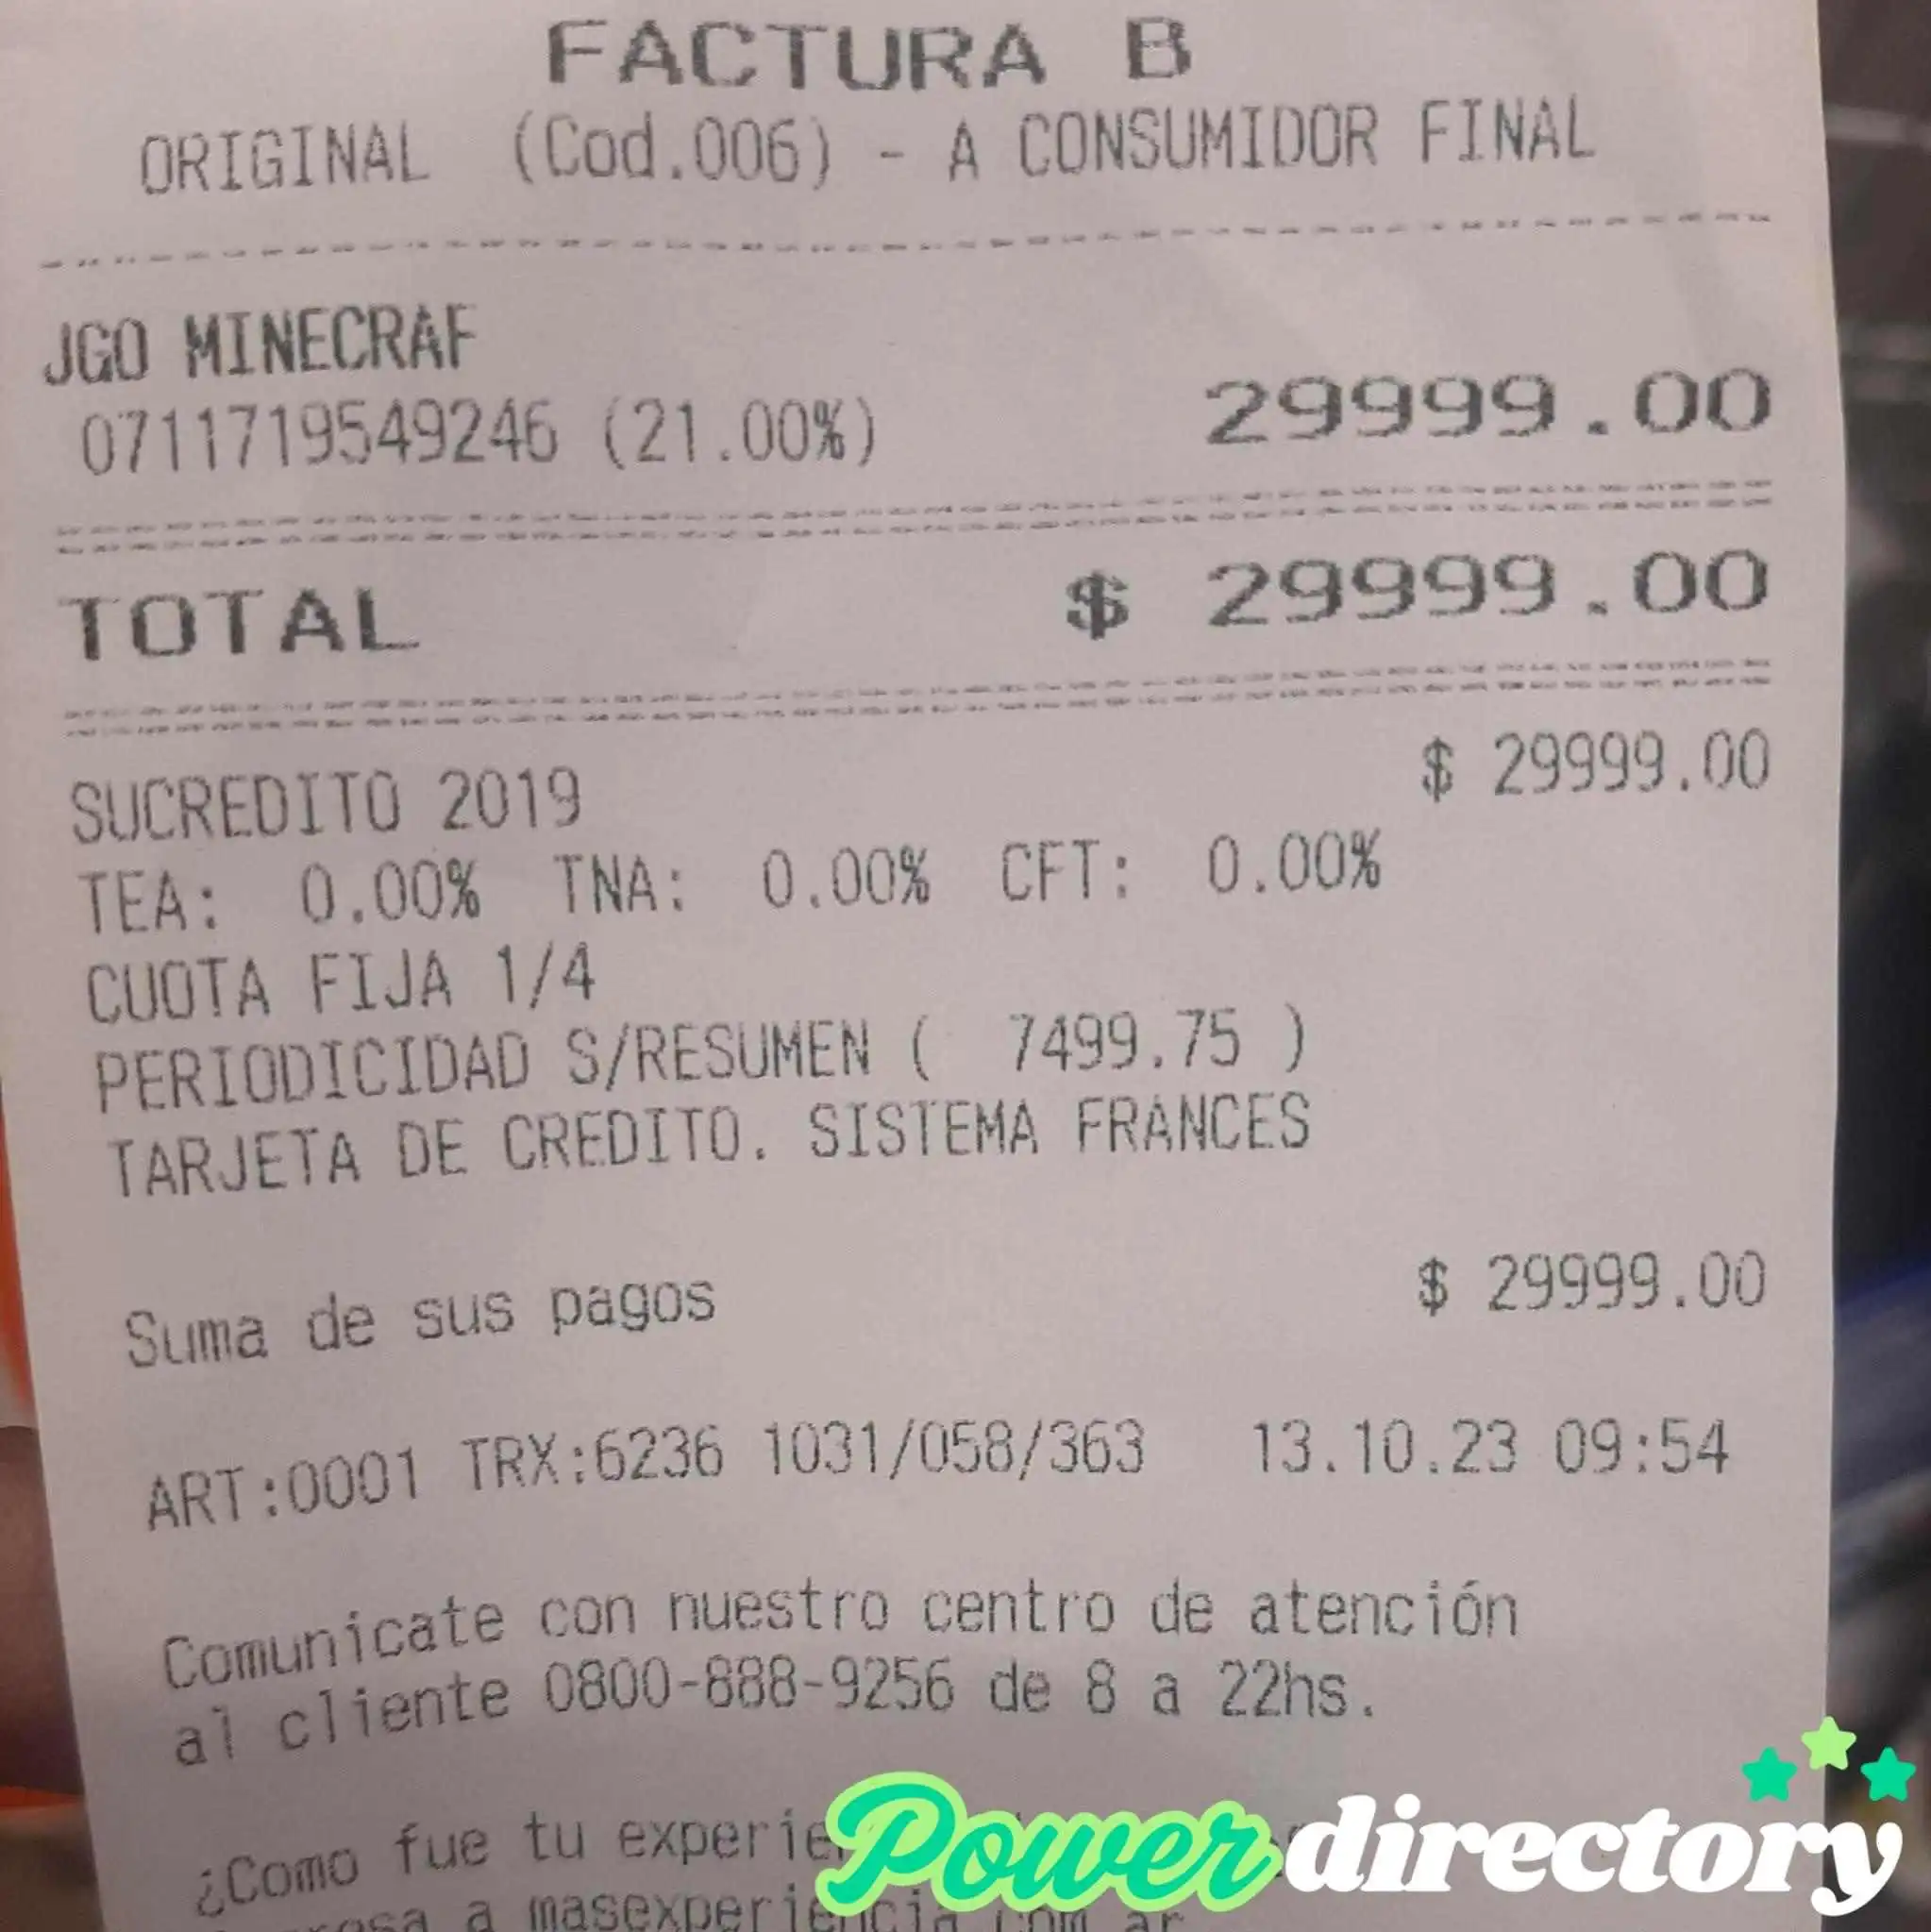 FACTURA B
ORIGINAL (Cod.006) - A CONSUMIDOR FINAL
JGO MINECRAF
0711719549246 (21.00%) 29999.00
TOTAL $ 29999.00
SUCREDITO 2019 $ 29999.00
TEA: 0.00% TNA: 0.00% CFT: 0.00%
CUOTA FIJA 1/4
PERIODICIDAD S/RESUMEN ( 7499.75 )
TARJETA DE CREDITO. SISTEMA FRANCES
Suma de sus pagos $ 29999.00
ART:0001 TRX:6236 1031/058/363 13.10.23 09:54
Comunicate con nuestro centro de atención
al cliente 0800-888-9256 de 8 a 22hs.
¿Como fue tu
a
Power directory